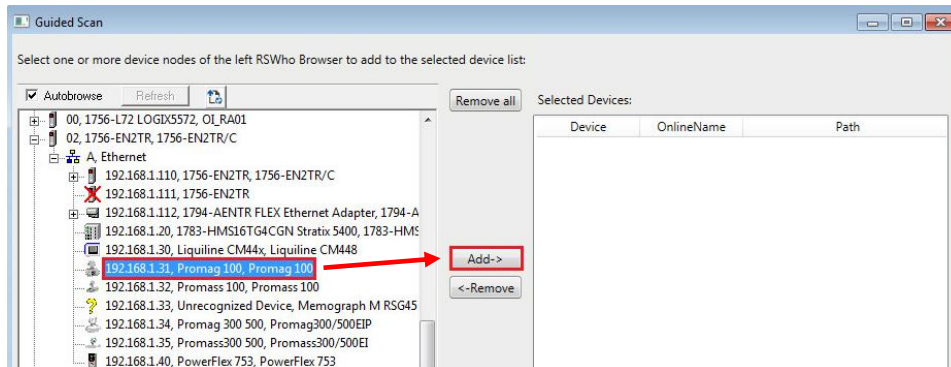 Guided Scan
Select one or more device nodes of the left RSWho Browser to add to the selected device list:
Autobrowse Refresh
Remove all
Selected Devices:
Device OnlineName Path
00, 1756-L72 LOGIX5572, OI_RA01
02, 1756-EN2TR, 1756-EN2TR/C
A, Ethernet
192.168.1.110, 1756-EN2TR, 1756-EN2TR/C
192.168.1.111, 1756-EN2TR
192.168.1.112, 1794-AENTR FLEX Ethernet Adapter, 1794-A
192.168.1.20, 1783-HMS16TG4CGN Stratix 5400, 1783-HMS
192.168.1.30, Liquiline CM44x, Liquiline CM448
192.168.1.31, Promag 100, Promag 100
192.168.1.32, Promass 100, Promass 100
192.168.1.33, Unrecognized Device, Memograph M RSG45
192.168.1.34, Promag 300 500, Promag300/500EIP
192.168.1.35, Promass300 500, Promass300/500EI
192.168.1.40, PowerFlex 753, PowerFlex 753
Add->
<-Remove